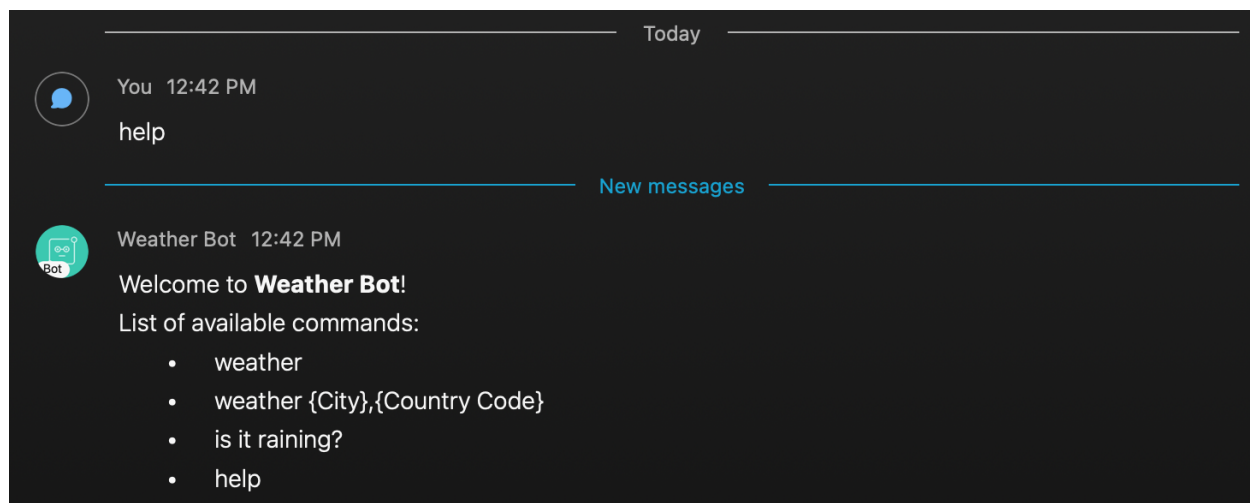 Today
You 12:42 PM
help
New messages
Weather Bot 12:42 PM
Bot
Welcome to Weather Bot!
List of available commands:
• weather
• weather {City},{Country Code}
• is it raining?
• help